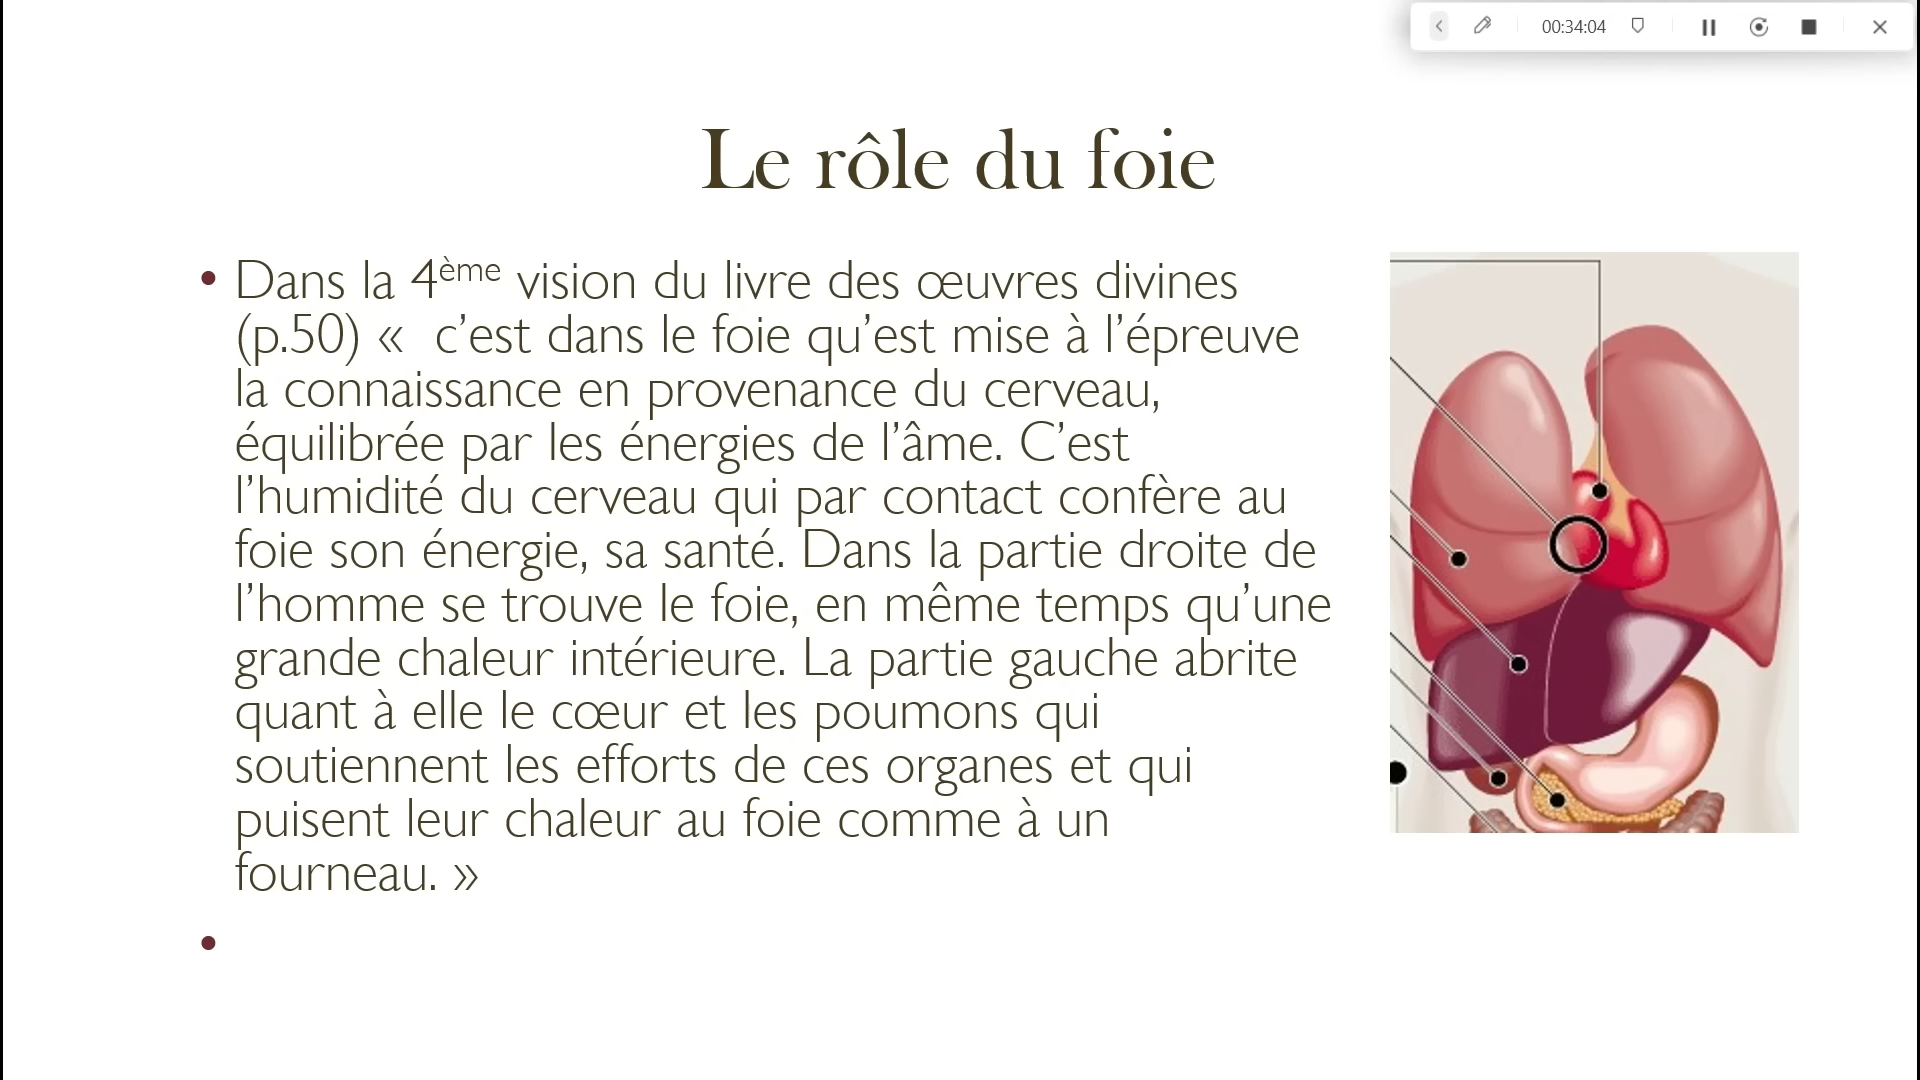 00:34:04
Le rôle du foie
• Dans la 4ème vision du livre des œuvres divines
(p.50) «  c’est dans le foie qu’est mise à l’épreuve
la connaissance en provenance du cerveau,
équilibrée par les énergies de l’âme. C’est
l’humidité du cerveau qui par contact confère au
foie son énergie, sa santé. Dans la partie droite de
l’homme se trouve le foie, en même temps qu’une
grande chaleur intérieure. La partie gauche abrite
quant à elle le cœur et les poumons qui
soutiennent les efforts de ces organes et qui
puisent leur chaleur au foie comme à un
fourneau. »
•